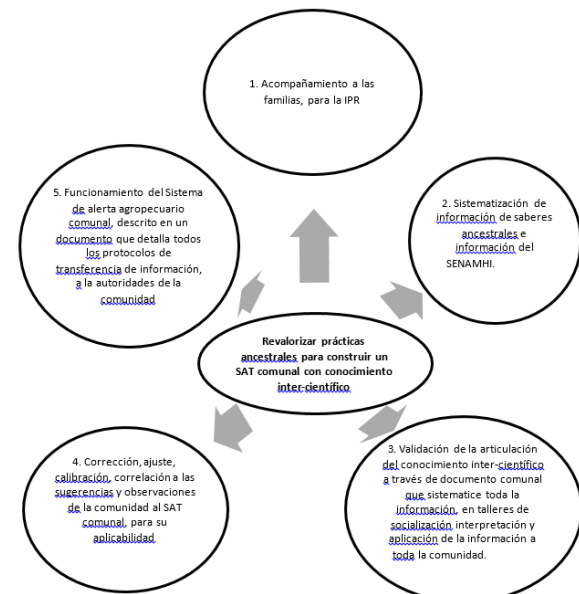 1. Acompañamiento a las
familias, para la IPR
2. Sistematización de
información de saberes
ancestrales e
información del
SENAMHI.
3. Validación de la articulación
del conocimiento inter-científico
a través de documento comunal
que sistematice toda la
información, en talleres de
socialización interpretación y
aplicación de la información a
toda la comunidad.
4. Corrección, ajuste,
calibración, correlación a las
sugerencias y observaciones
de la comunidad al SAT
comunal, para su
aplicabilidad
5. Funcionamiento del Sistema
de alerta agropecuario
comunal, descrito en un
documento que detalla todos
los protocolos de
transferencia de información,
a la autoridades de la
comunidad
Revalorizar prácticas
ancestrales para construir un
SAT comunal con conocimiento
inter-científico